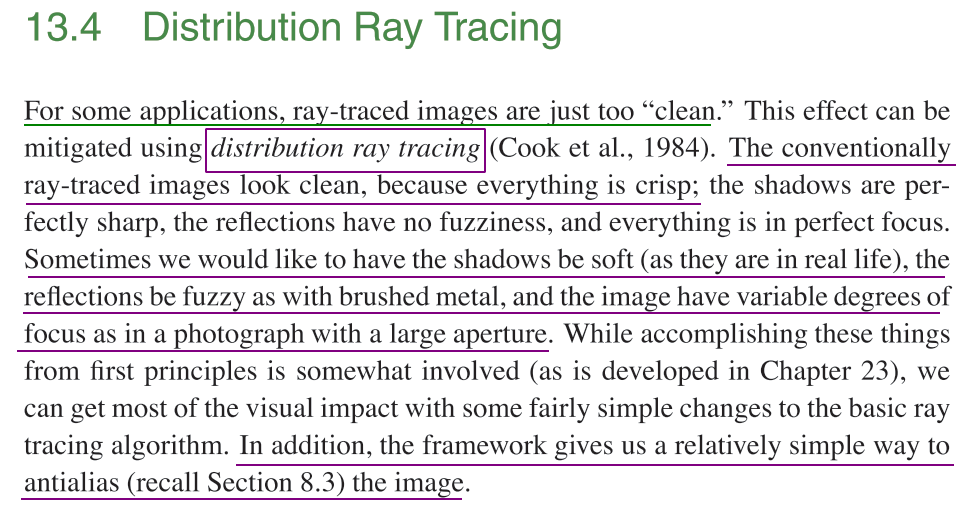 13.4 Distribution Ray Tracing
For some applications, ray-traced images are just too “clean.” This effect can be
mitigated using distribution ray tracing (Cook et al., 1984). The conventionally
ray-traced images look clean, because everything is crisp; the shadows are per-
fectly sharp, the reflections have no fuzziness, and everything is in perfect focus.
Sometimes we would like to have the shadows be soft (as they are in real life), the
reflections be fuzzy as with brushed metal, and the image have variable degrees of
focus as in a photograph with a large aperture. While accomplishing these things
from first principles is somewhat involved (as is developed in Chapter 23), we
can get most of the visual impact with some fairly simple changes to the basic ray
tracing algorithm. In addition, the framework gives us a relatively simple way to
antialias (recall Section 8.3) the image.